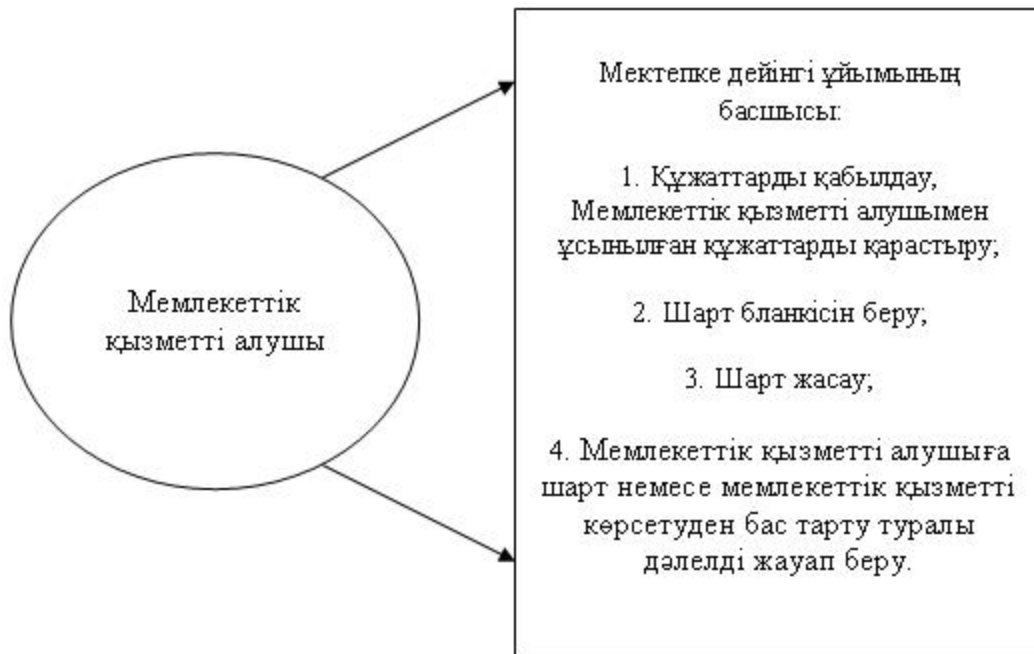 Мемлекеттік
қызметті алушы
Мектепке дейінгі ұйымының
басшысы:
1. Құжаттарды қабылдау,
Мемлекеттік қызметті алушымен
ұсынылған құжаттарды қарастыру;
2. Шарт бланкісін беру;
3. Шарт жасау;
4. Мемлекеттік қызметті алушыға
шарт немесе мемлекеттік қызметті
көрсетуден бас тарту туралы
дәлелді жауап беру.